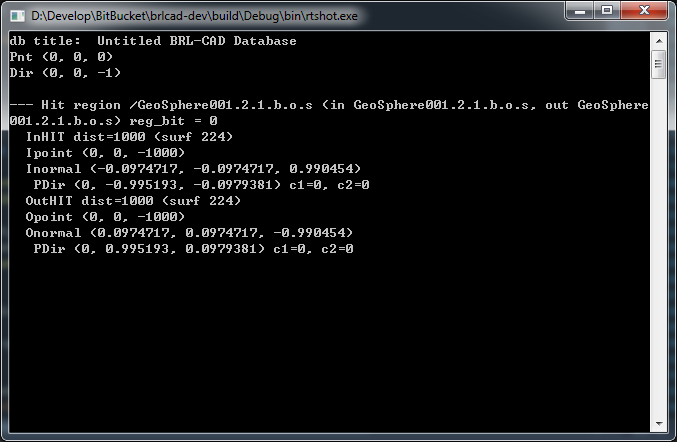 D:\Develop\BitBucket\brlcad-dev\build\Debug\bin\rtshot.exe
db title:  Untitled BRL-CAD Database
Pnt (0, 0, 0)
Dir (0, 0, -1)
--- Hit region /GeoSphere001.2.1.b.o.s (in GeoSphere001.2.1.b.o.s, out GeoSphere
001.2.1.b.o.s) reg_bit = 0
  InHIT dist=1000 (surf 224)
  Ipoint (0, 0, -1000)
  Inormal (-0.0974717, -0.0974717, 0.990454)
   PDir (0, -0.995193, -0.0979381) c1=0, c2=0
  OutHIT dist=1000 (surf 224)
  Opoint (0, 0, -1000)
  Onormal (0.0974717, 0.0974717, -0.990454)
   PDir (0, 0.995193, 0.0979381) c1=0, c2=0